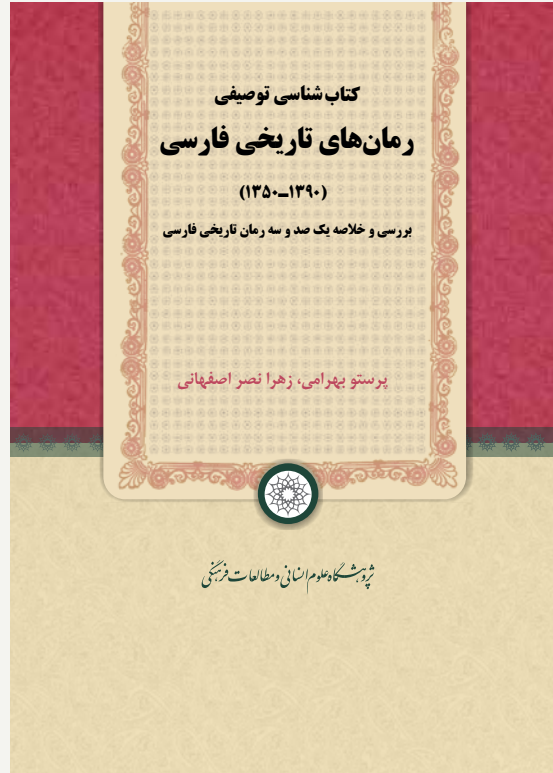 کتاب‌شناسی توصیفی
رمان‌های تاریخی فارسی
(۱۳۹۰–۱۳۵۰)
بررسی و خلاصه یک صد و سه رمان تاریخی فارسی
پرستو بهرامی، زهرا نصر اصفهانی
پژوهشگاه علوم انسانی و مطالعات فرهنگی